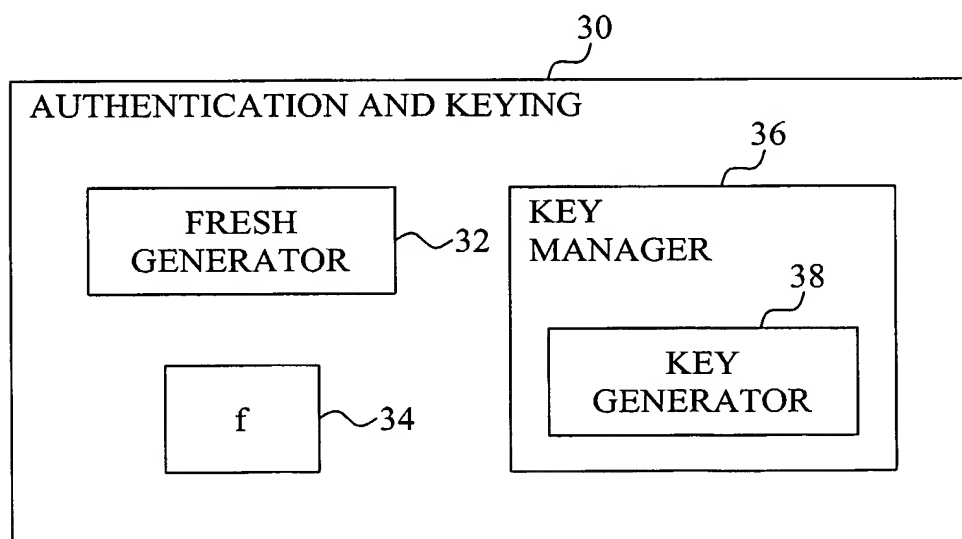 30
AUTHENTICATION AND KEYING
36
FRESH
GENERATOR
32
KEY
MANAGER
38
KEY
GENERATOR
f
34